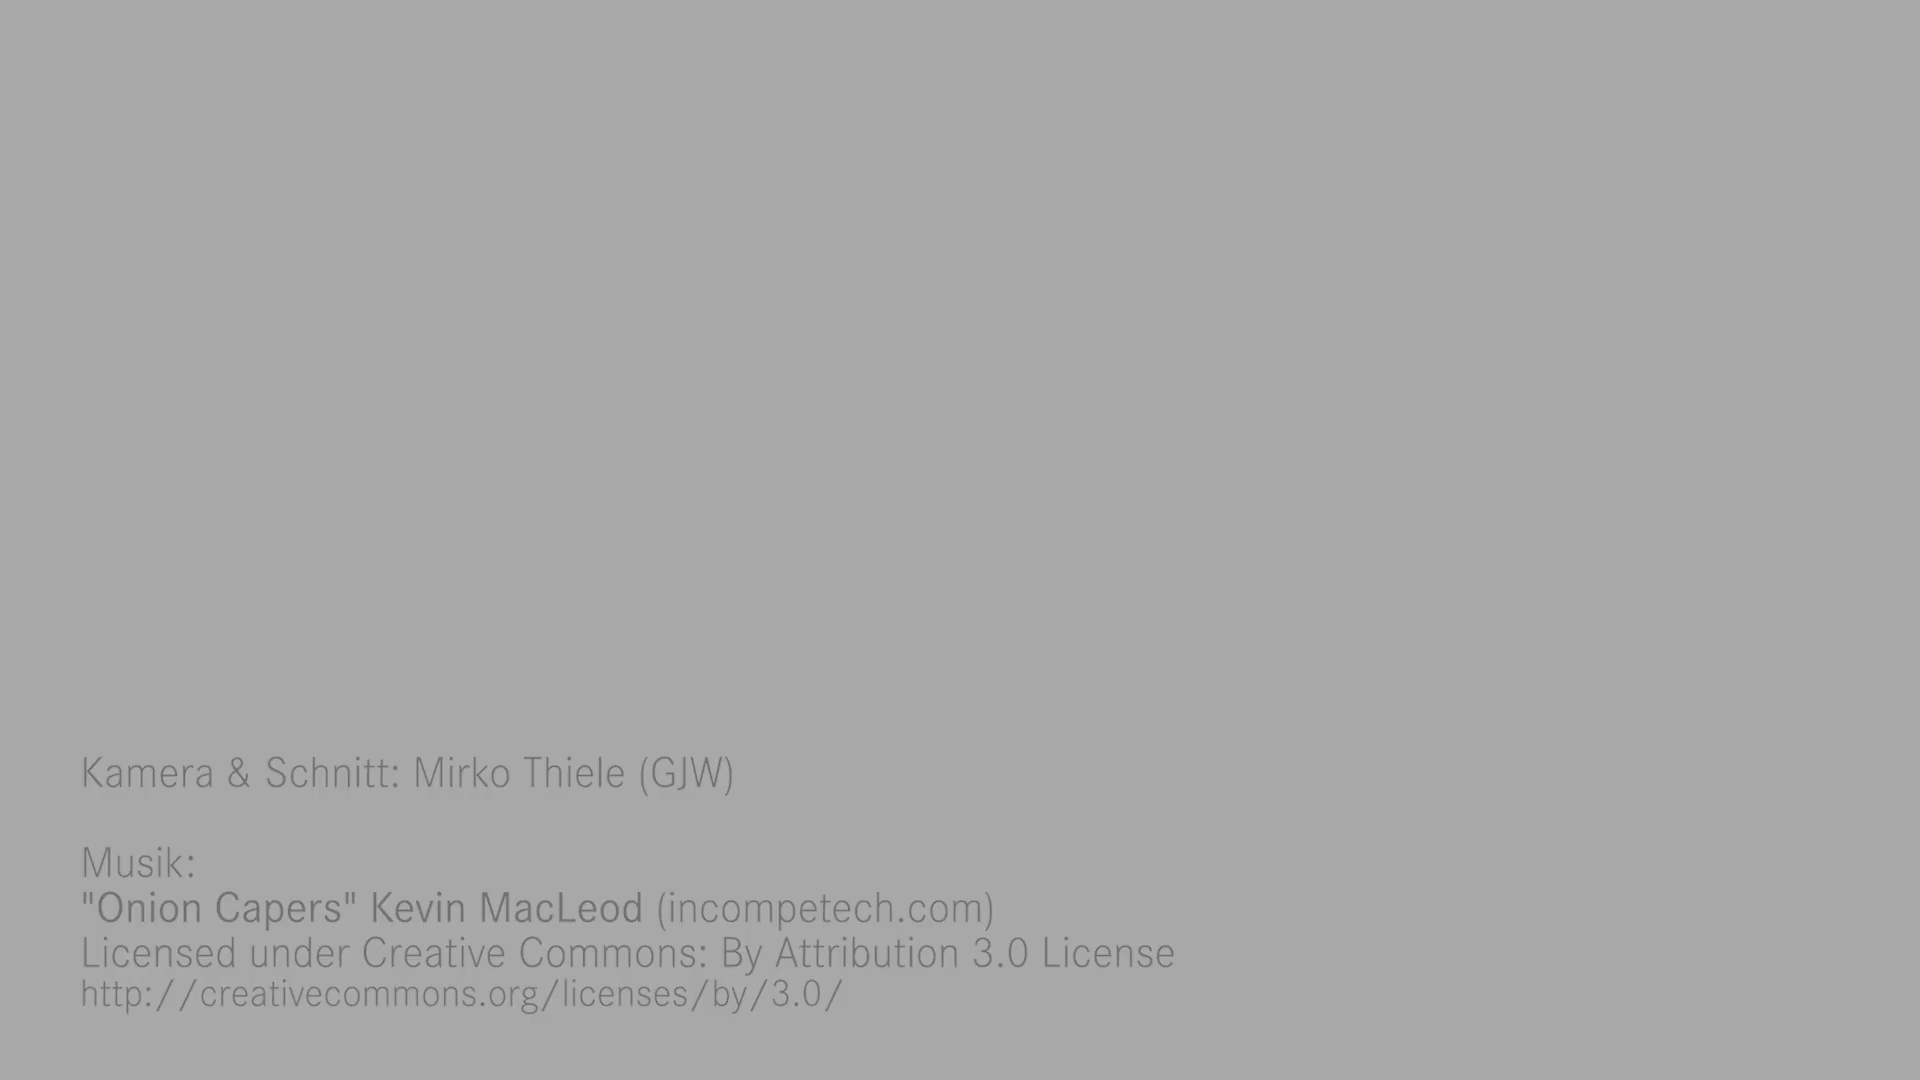 Kamera & Schnitt: Mirko Thiele (GJW)
Musik:
"Onion Capers" Kevin MacLeod (incompetech.com)
Licensed under Creative Commons: By Attribution 3.0 License
http://creativecommons.org/licenses/by/3.0/